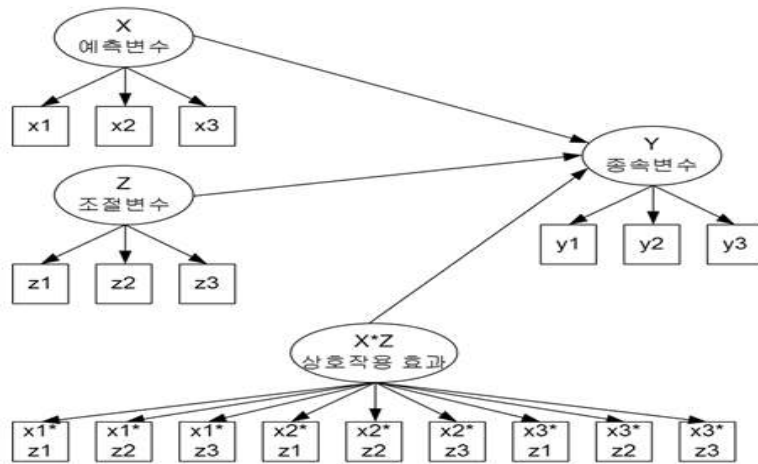 X
예측변수
x1 x2 x3
Y
종속변수
Z
조절변수
y1 y2 y3
z1 z2 z3
X*Z
상호작용 효과
x1* x1* x1* x2* x2* x2* x3* x3* x3*
z1 z2 z3 z1 z2 z3 z1 z2 z3